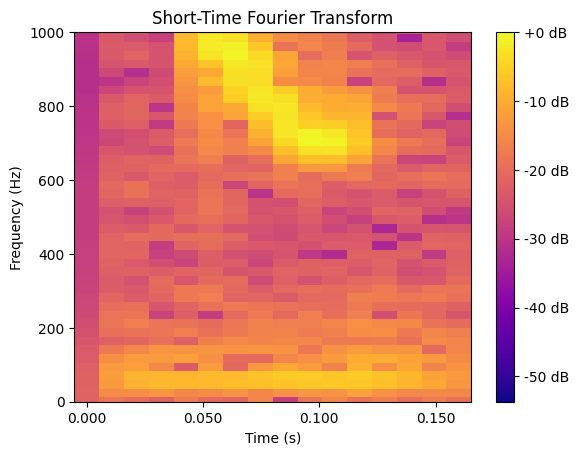 Short-Time Fourier Transform
1000
800
600
400
200
0
Frequency (Hz)
0.000
0.050
0.100
0.150
Time (s)
+0 dB
-10 dB
-20 dB
-30 dB
-40 dB
-50 dB